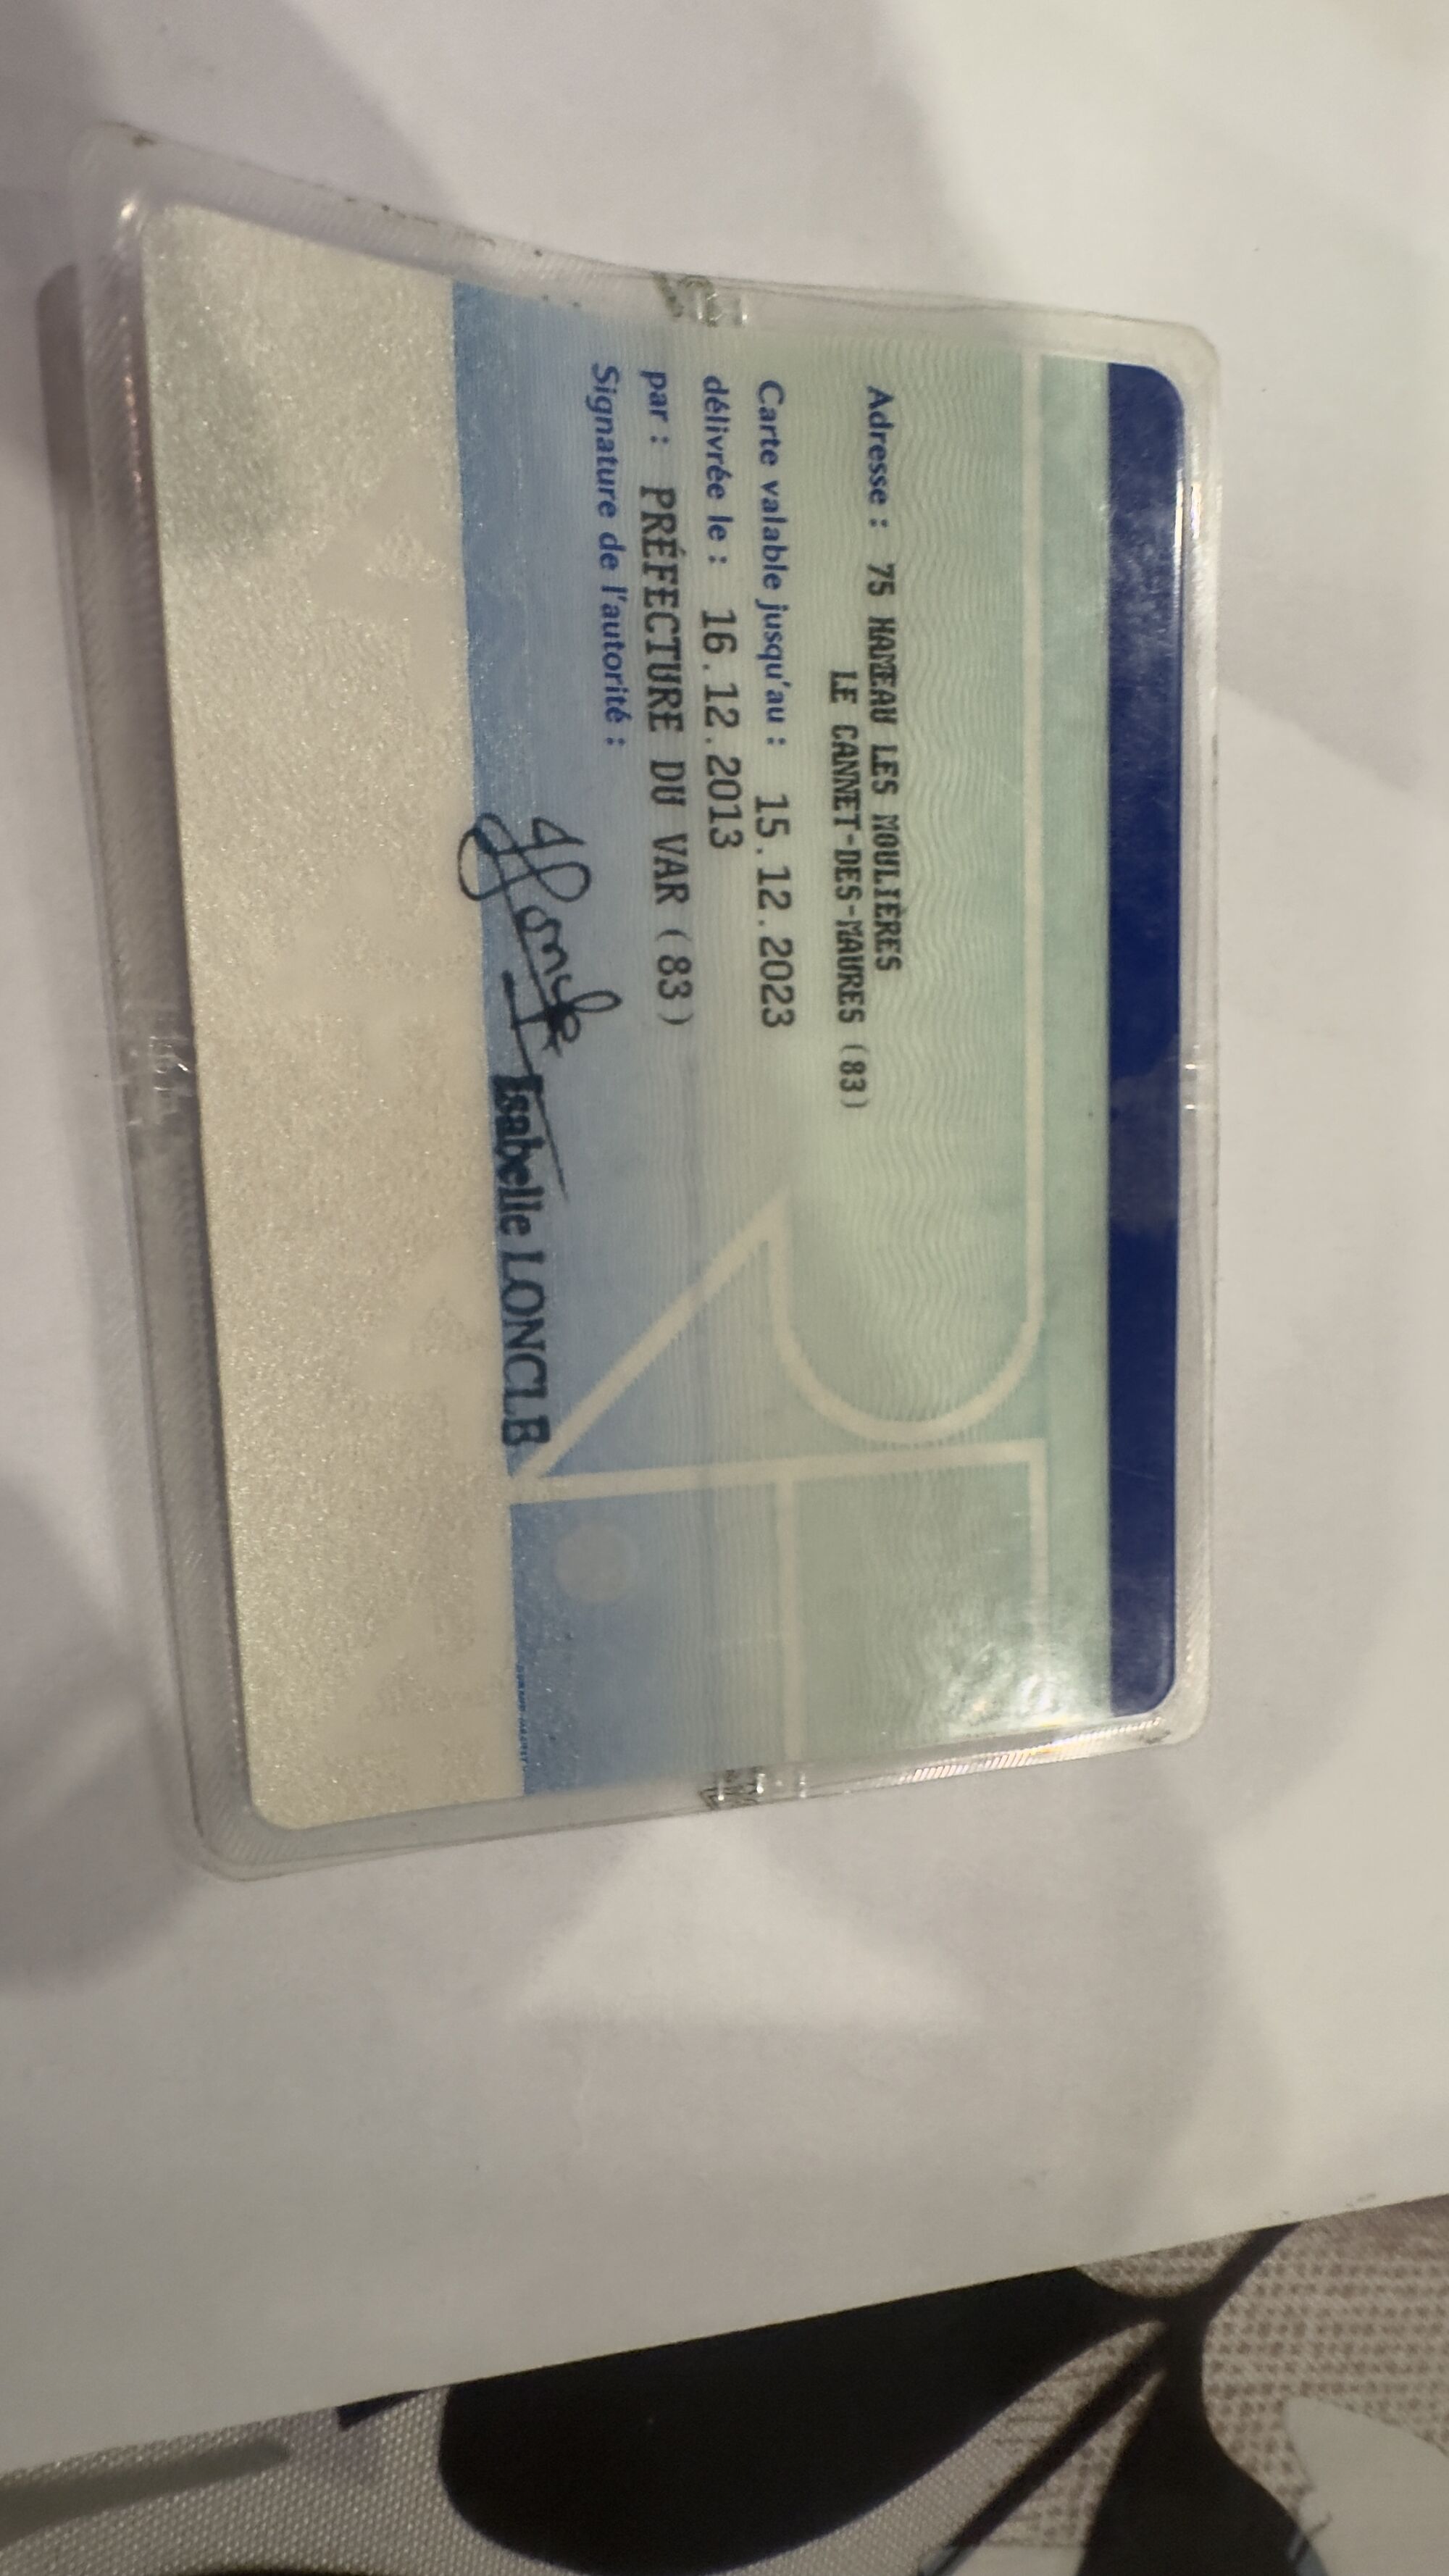 Adresse : 75 HAMEAU LES MOULIÈRES
LE CANNET-DES-MAURES (83)
Carte valable jusqu'au : 15.12.2023
délivrée le : 16.12.2013
par : PRÉFECTURE DU VAR (83)
Signature de l'autorité :
Isabelle LONCLE